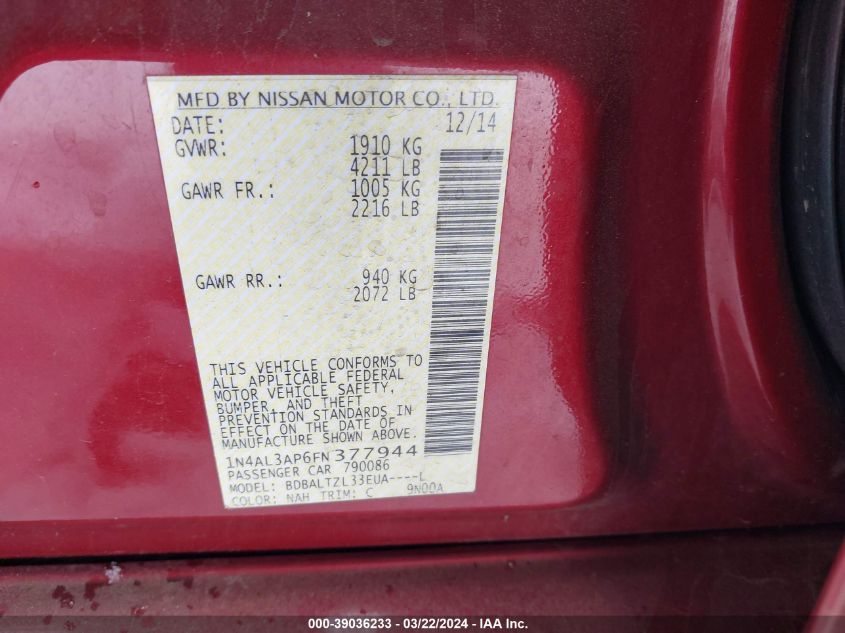 MFD BY NISSAN MOTOR CO., LTD.
DATE: 12/14
GVWR: 1910 KG
4211 LB
GAWR FR.: 1005 KG
2216 LB
GAWR RR.: 940 KG
2072 LB
THIS VEHICLE CONFORMS TO
ALL APPLICABLE FEDERAL
MOTOR VEHICLE SAFETY,
BUMPER, AND THEFT
PREVENTION STANDARDS IN
EFFECT ON THE DATE OF
MANUFACTURE SHOWN ABOVE.
1N4AL3AP6FN377944
PASSENGER CAR 790086
MODEL: BDBALTZL33EUA----L
COLOR: NAH TRIM: C 9N00A
000-39036233 - 03/22/2024 - IAA Inc.